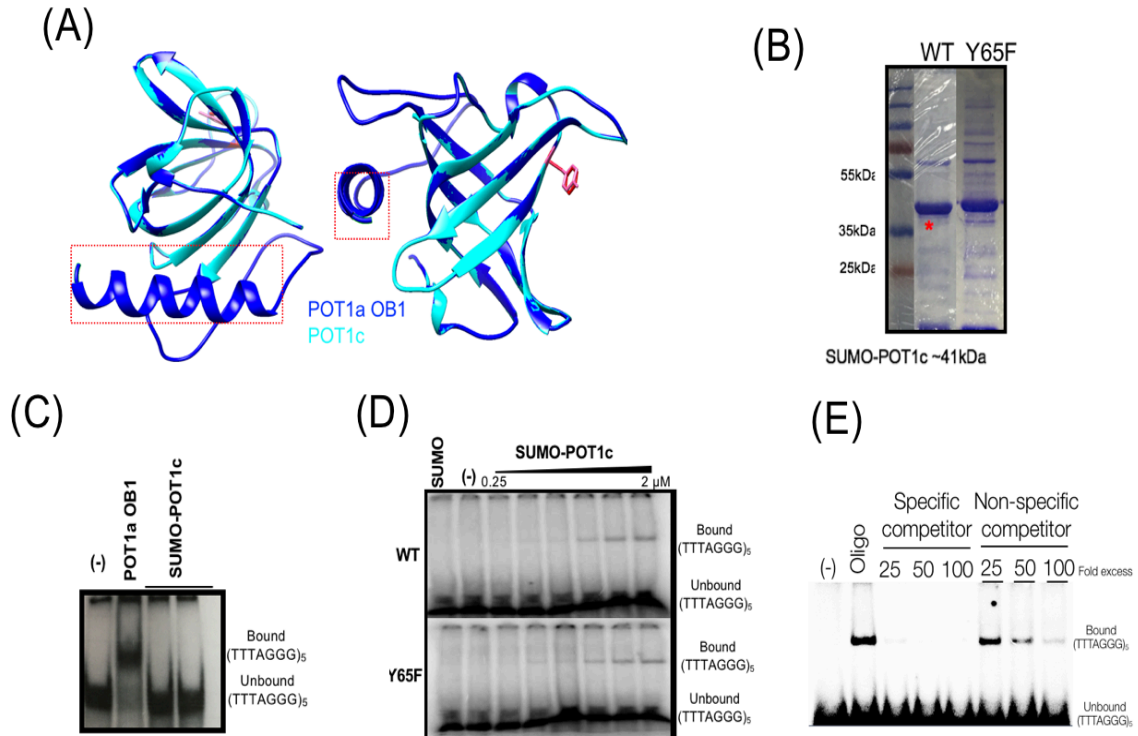 (A)
POT1a OB1
POT1c
(B)
WT Y65F
55kDa
35kDa
25kDa
*
SUMO-POT1c ~41kDa
(C)
(-)
POT1a OB1
SUMO-POT1c
Bound
(TTTAGGG)5
Unbound
(TTTAGGG)5
(D)
SUMO
(-)
SUMO-POT1c
0.25
2 µM
WT
Bound
(TTTAGGG)5
Unbound
(TTTAGGG)5
Y65F
Bound
(TTTAGGG)5
Unbound
(TTTAGGG)5
(E)
(-)
Oligo
Specific
competitor
Non-specific
competitor
25 50 100 25 50 100 Fold excess
Bound
(TTTAGGG)5
Unbound
(TTTAGGG)5